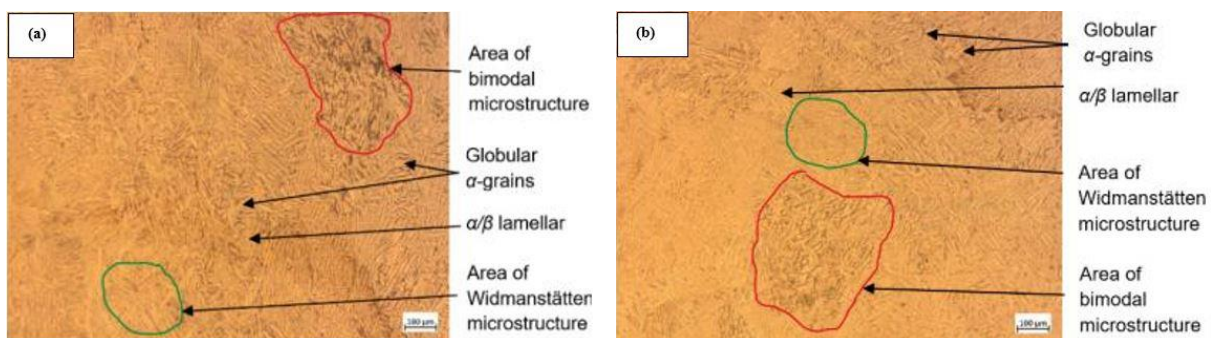 (a)
Area of
bimodal
microstructure
Globular
α-grains
α/β lamellar
Area of
Widmanstätten
microstructure
100 µm
(b)
Globular
α-grains
α/β lamellar
Area of
Widmanstätten
microstructure
Area of
bimodal
microstructure
100 µm